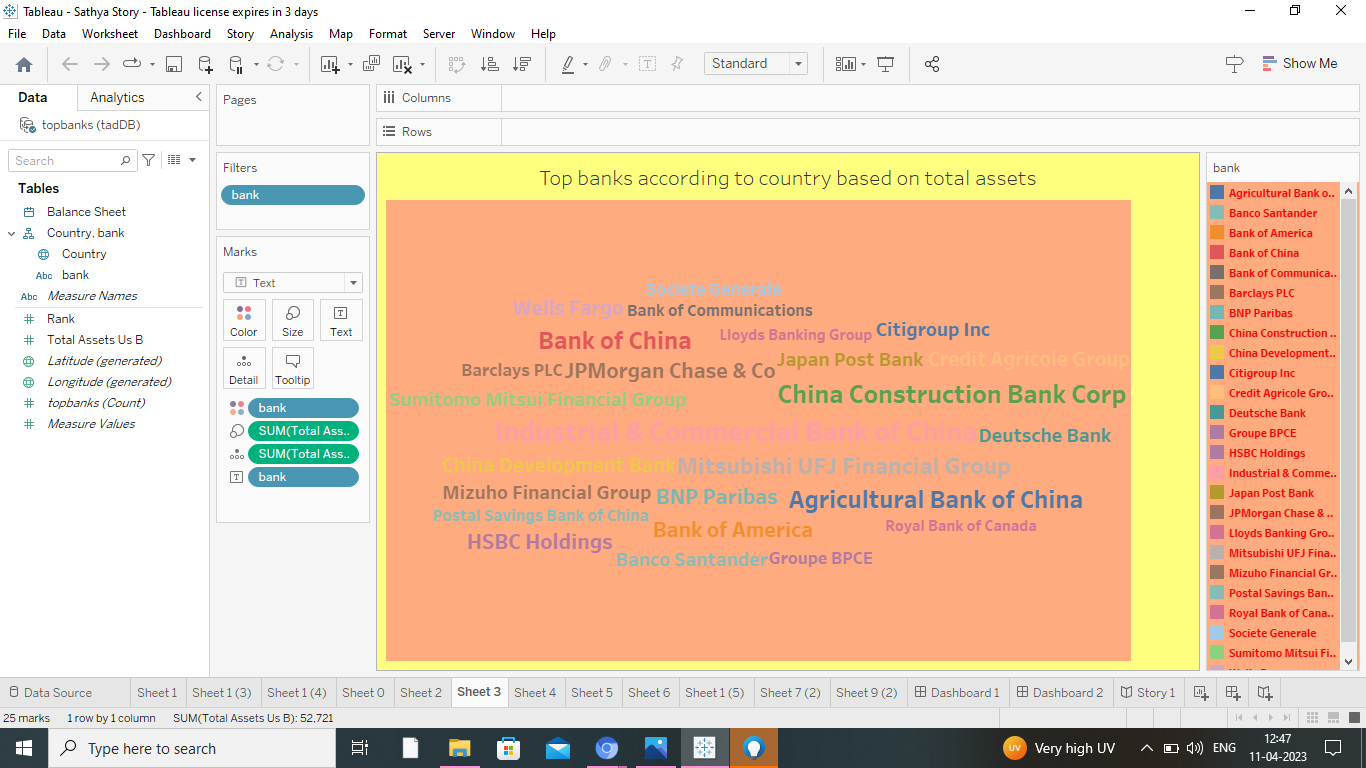 Tableau - Sathya Story - Tableau license expires in 3 days
File Data Worksheet Dashboard Story Analysis Map Format Server Window Help
Standard
Show Me
Data Analytics
topbanks (tadDB)
Search
Tables
Balance Sheet
Country, bank
Country
Abc bank
Abc Measure Names
Rank
Total Assets Us B
Latitude (generated)
Longitude (generated)
topbanks (Count)
Measure Values
Pages
Filters
bank
Marks
Text
Color Size Text
Detail Tooltip
bank
SUM(Total Ass..
SUM(Total Ass..
bank
Columns
Rows
Top banks according to country based on total assets
Societe Generale
Wells Fargo Bank of Communications
Bank of China Lloyds Banking Group Citigroup Inc
Barclays PLC JPMorgan Chase & Co Japan Post Bank Credit Agricole Group
Sumitomo Mitsui Financial Group China Construction Bank Corp
Industrial & Commercial Bank of China Deutsche Bank
China Development Bank Mitsubishi UFJ Financial Group
Mizuho Financial Group BNP Paribas Agricultural Bank of China
Postal Savings Bank of China Bank of America Royal Bank of Canada
HSBC Holdings
Banco Santander Groupe BPCE
bank
Agricultural Bank o..
Banco Santander
Bank of America
Bank of China
Bank of Communica..
Barclays PLC
BNP Paribas
China Construction ..
China Development..
Citigroup Inc
Credit Agricole Gro..
Deutsche Bank
Groupe BPCE
HSBC Holdings
Industrial & Comme..
Japan Post Bank
JPMorgan Chase & ..
Lloyds Banking Gro..
Mitsubishi UFJ Fina..
Mizuho Financial Gr..
Postal Savings Ban..
Royal Bank of Cana..
Societe Generale
Sumitomo Mitsui Fi..
Data Source Sheet 1 Sheet 1 (3) Sheet 1 (4) Sheet 0 Sheet 2 Sheet 3 Sheet 4 Sheet 5 Sheet 6 Sheet 1 (5) Sheet 7 (2) Sheet 9 (2) Dashboard 1 Dashboard 2 Story 1
25 marks 1 row by 1 column SUM(Total Assets Us B): 52.721
Type here to search
UV Very high UV
ENG
12:47
11-04-2023